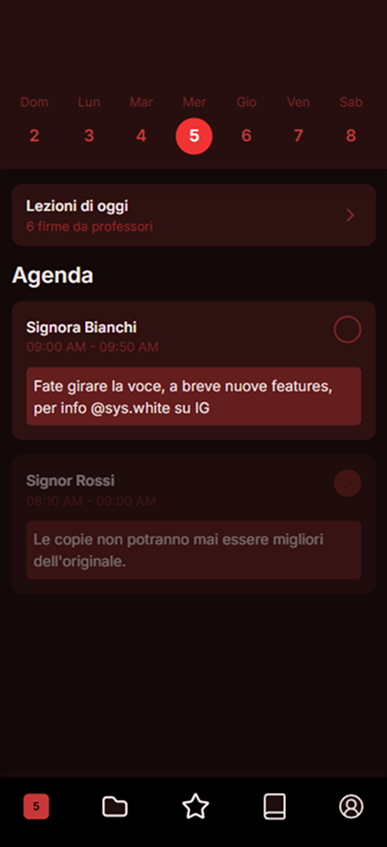 Dom Lun Mar Mer Gio Ven Sab
2 3 4 5 6 7 8
Lezioni di oggi
6 firme da professori
Agenda
Signora Bianchi
09:00 AM - 09:50 AM
Fate girare la voce, a breve nuove features,
per info @sys.white su IG
Signor Rossi
08:10 AM - 09:00 AM
Le copie non potranno mai essere migliori
dell'originale.
5